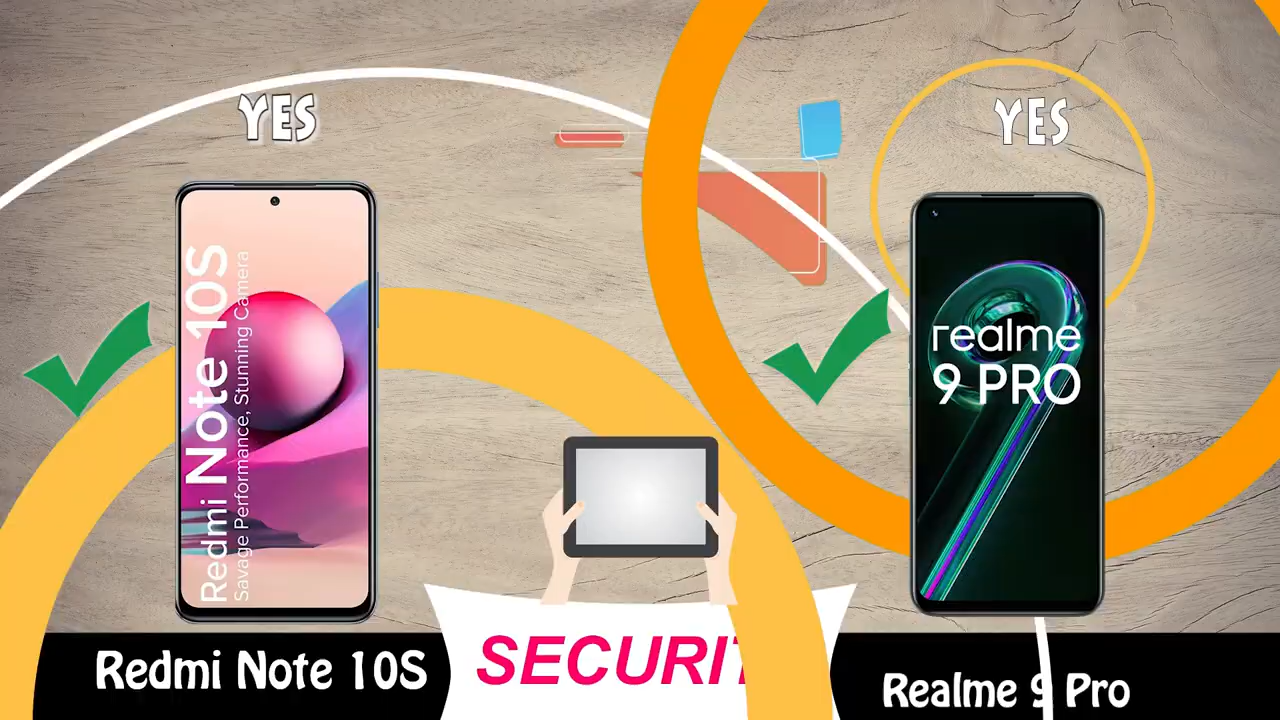 YES
YES
Redmi Note 10S
Savage Performance, Stunning Camera
realme
9 PRO
SECURIT
Redmi Note 10S
Realme 9 Pro